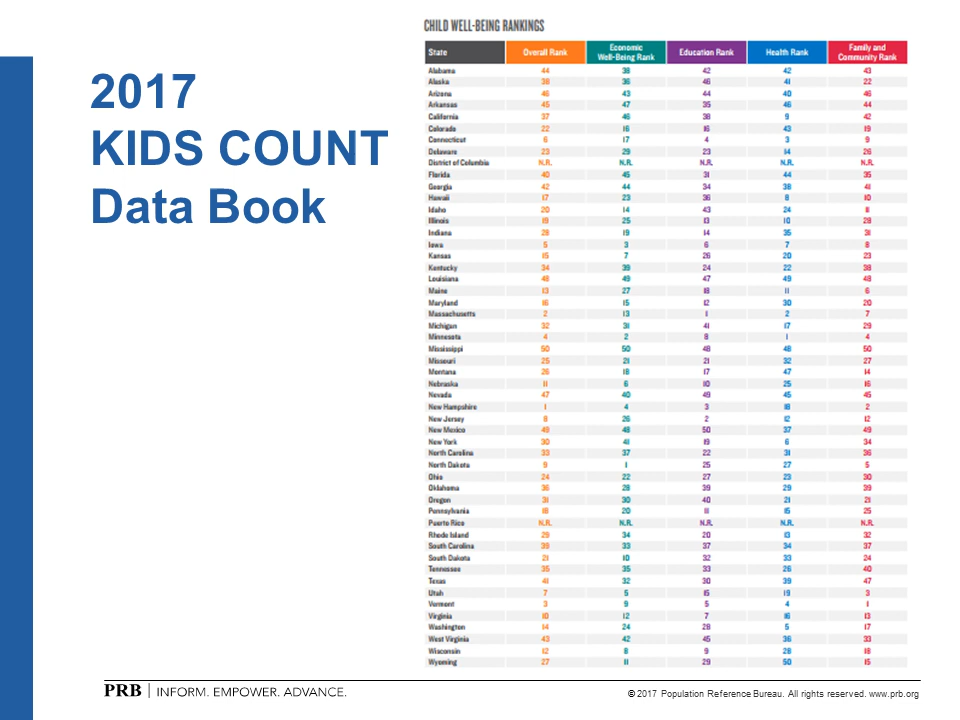 CHILD WELL-BEING RANKINGS
2017
KIDS COUNT
Data Book
State Overall Rank Economic Well-Being Rank Education Rank Health Rank Family and Community Rank
Alabama 44 38 42 42 43
Alaska 38 36 46 41 22
Arizona 46 43 44 40 46
Arkansas 45 47 35 46 44
California 37 46 38 9 42
Colorado 22 16 16 43 19
Connecticut 6 17 4 3 9
Delaware 23 29 23 14 26
District of Columbia N.R. N.R. N.R. N.R. N.R.
Florida 40 45 31 44 35
Georgia 42 44 34 38 41
Hawaii 17 23 36 8 10
Idaho 20 14 43 24 11
Illinois 19 25 13 10 28
Indiana 28 19 14 35 31
Iowa 5 3 6 7 8
Kansas 15 7 26 20 23
Kentucky 34 39 24 22 38
Louisiana 48 49 47 49 48
Maine 13 27 18 11 6
Maryland 16 15 12 30 20
Massachusetts 2 13 1 2 7
Michigan 32 31 41 17 29
Minnesota 4 2 8 1 4
Mississippi 50 50 48 48 50
Missouri 25 21 21 32 27
Montana 26 18 17 47 14
Nebraska 11 6 10 25 16
Nevada 47 40 49 45 45
New Hampshire 1 4 3 18 2
New Jersey 8 26 2 12 12
New Mexico 49 48 50 37 49
New York 30 41 19 6 34
North Carolina 33 37 22 31 36
North Dakota 9 1 25 27 5
Ohio 24 22 27 23 30
Oklahoma 36 28 39 29 39
Oregon 31 30 40 21 21
Pennsylvania 18 20 11 15 25
Puerto Rico N.R. N.R. N.R. N.R. N.R.
Rhode Island 29 34 20 13 32
South Carolina 39 33 37 34 37
South Dakota 21 10 32 33 24
Tennessee 35 35 33 26 40
Texas 41 32 30 39 47
Utah 7 5 15 19 3
Vermont 3 9 5 4 1
Virginia 10 12 7 16 13
Washington 14 24 28 5 17
West Virginia 43 42 45 36 33
Wisconsin 12 8 9 28 18
Wyoming 27 11 29 50 15
PRB | INFORM. EMPOWER. ADVANCE.
© 2017 Population Reference Bureau. All rights reserved. www.prb.org